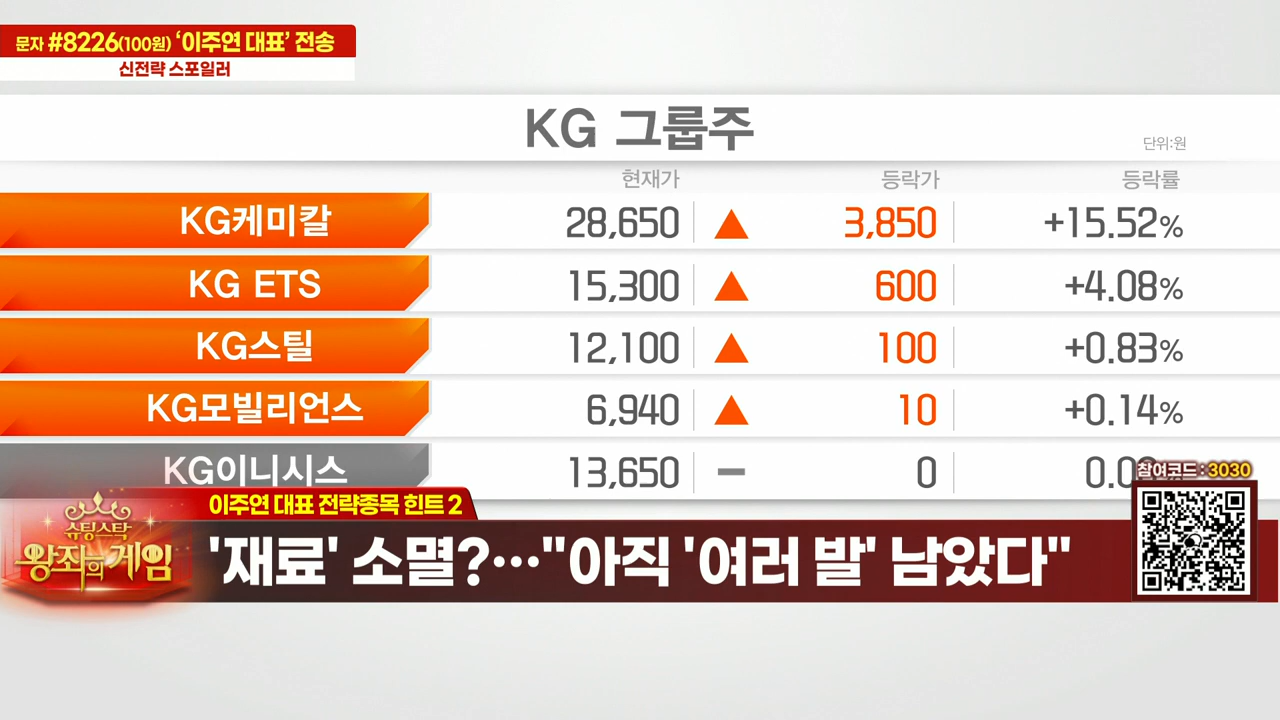 문자 #8226(100원) ‘이주연 대표’ 전송
신전략 스포일러
KG 그룹주
단위:원
현재가 등락가 등락률
KG케미칼 28,650 ▲ 3,850 +15.52%
KG ETS 15,300 ▲ 600 +4.08%
KG스틸 12,100 ▲ 100 +0.83%
KG모빌리언스 6,940 ▲ 10 +0.14%
KG이니시스 13,650 - 0
참여코드:3030
이주연 대표 전략종목 힌트 2
슈팅스탁
왕좌의 게임
'재료' 소멸?…"아직 '여러 발' 남았다"